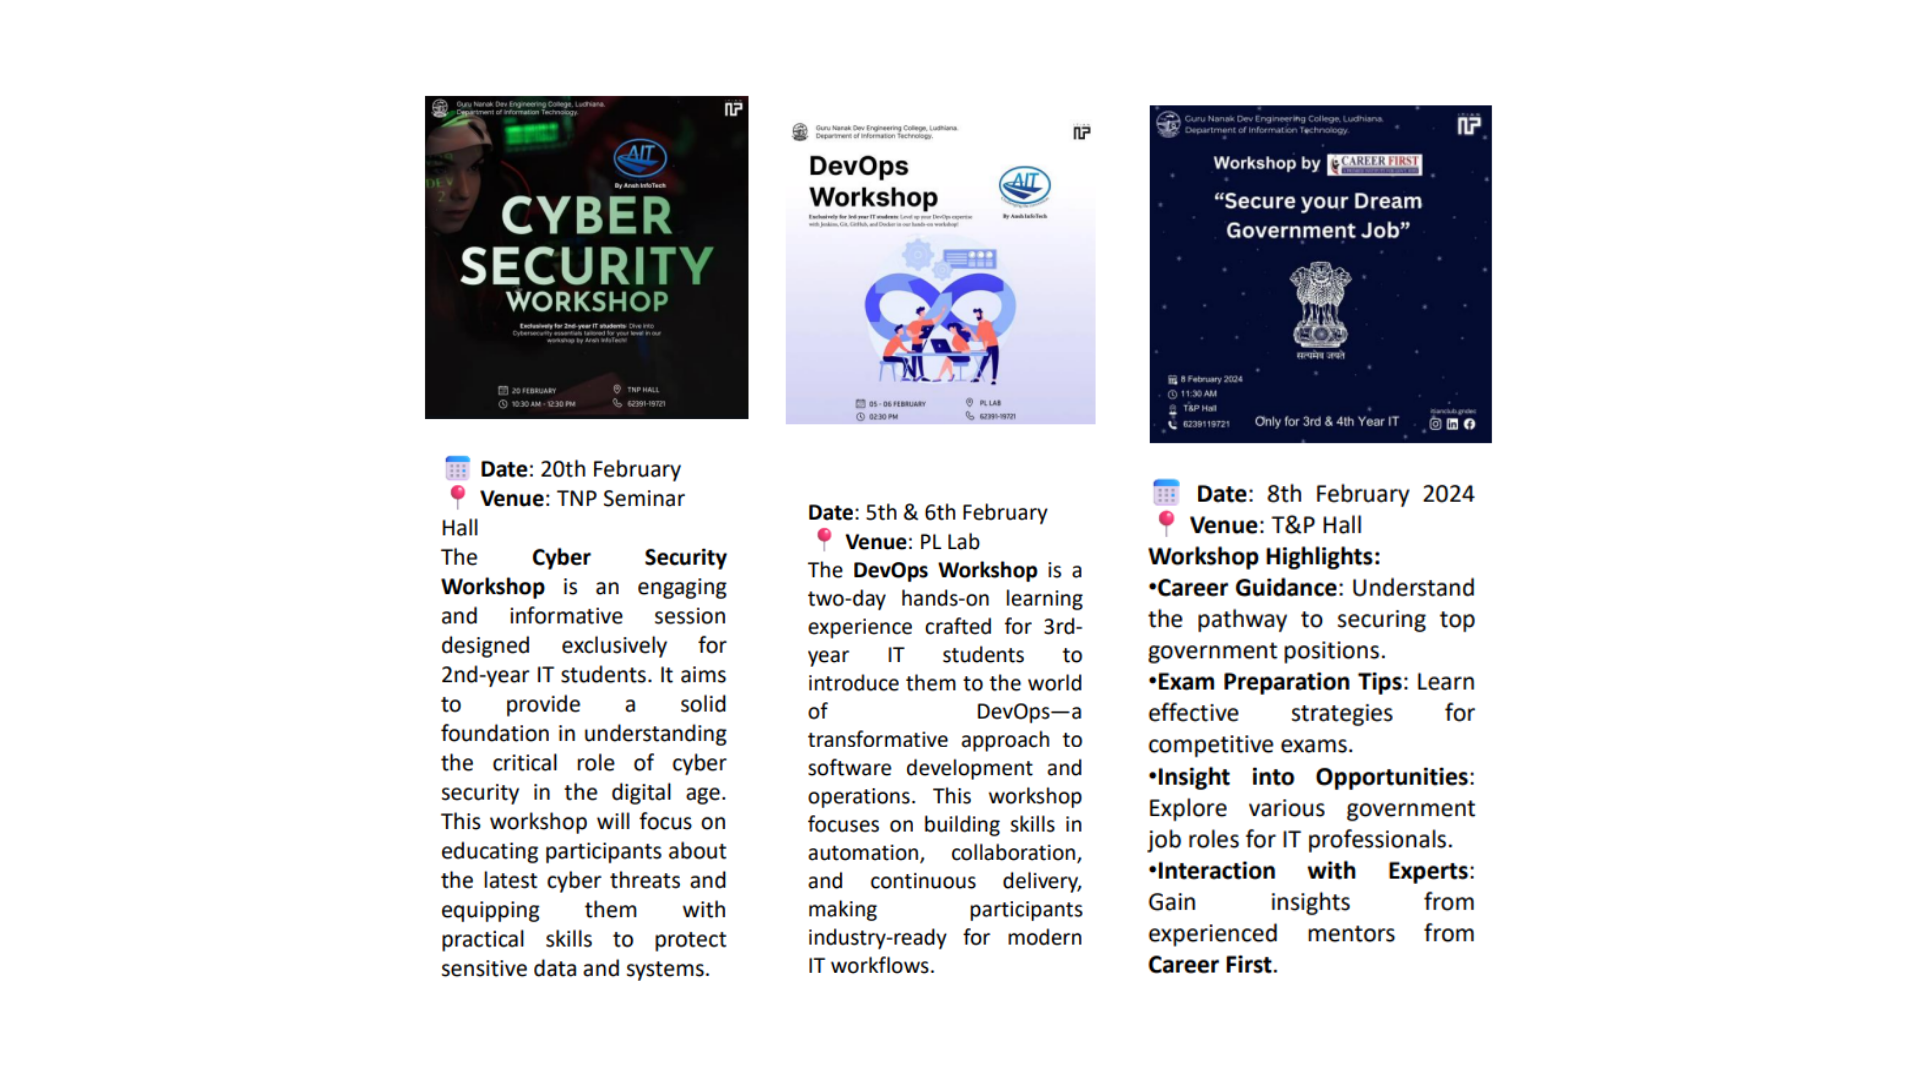 Guru Nanak Dev Engineering College, Ludhiana.
Department of Information Technology.
AIT
By Ansh InfoTech
CYBER
SECURITY
WORKSHOP
Exclusively for 2nd-year IT students: Dive into
Cybersecurity essentials tailored for your level in our
workshop by Ansh InfoTech!
20 FEBRUARY
TNP HALL
10:30 AM - 12:30 PM
62391-19721
Date: 20th February
Venue: TNP Seminar
Hall
The Cyber Security
Workshop is an engaging
and informative session
designed exclusively for
2nd-year IT students. It aims
to provide a solid
foundation in understanding
the critical role of cyber
security in the digital age.
This workshop will focus on
educating participants about
the latest cyber threats and
equipping them with
practical skills to protect
sensitive data and systems.
Guru Nanak Dev Engineering College, Ludhiana.
Department of Information Technology.
DevOps
Workshop
AIT
By Ansh InfoTech
Exclusively for 3rd-year IT students: Level up your DevOps expertise
with Jenkins, Git, GitHub, and Docker in our hands-on workshop!
05 - 06 FEBRUARY
PL LAB
02:30 PM
62391-19721
Date: 5th & 6th February
Venue: PL Lab
The DevOps Workshop is a
two-day hands-on learning
experience crafted for 3rd-
year IT students to
introduce them to the world
of DevOps—a
transformative approach to
software development and
operations. This workshop
focuses on building skills in
automation, collaboration,
and continuous delivery,
making participants
industry-ready for modern
IT workflows.
Guru Nanak Dev Engineering College, Ludhiana.
Department of Information Technology.
Workshop by CAREER FIRST
“Secure your Dream
Government Job”
सत्यमेव जयते
8 February 2024
11:30 AM
T&P Hall
6239119721
Only for 3rd & 4th Year IT
itianclub.gndec
Date: 8th February 2024
Venue: T&P Hall
Workshop Highlights:
•Career Guidance: Understand
the pathway to securing top
government positions.
•Exam Preparation Tips: Learn
effective strategies for
competitive exams.
•Insight into Opportunities:
Explore various government
job roles for IT professionals.
•Interaction with Experts:
Gain insights from
experienced mentors from
Career First.